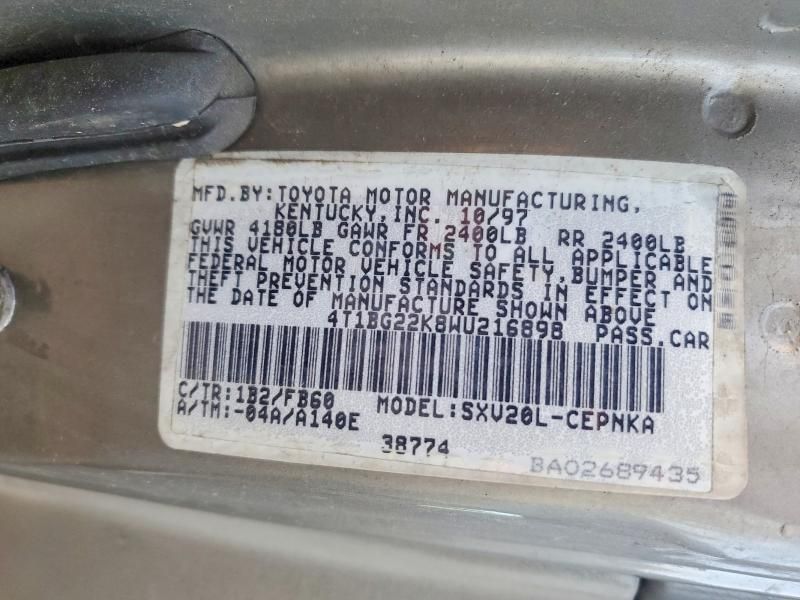 MFD.BY:TOYOTA MOTOR MANUFACTURING,
KENTUCKY,INC. 10/97
GVWR 4180LB GAWR FR 2400LB RR 2400LB
THIS VEHICLE CONFORMS TO ALL APPLICABLE
FEDERAL MOTOR VEHICLE SAFETY,BUMPER AND
THEFT PREVENTION STANDARDS IN EFFECT ON
THE DATE OF MANUFACTURE SHOWN ABOVE
4T1BG22K8WU216898 PASS.CAR
C/TR:1B2/FB60
A/TM:-04A/A140E MODEL:SXV20L-CEPNKA
38774
BA02689435